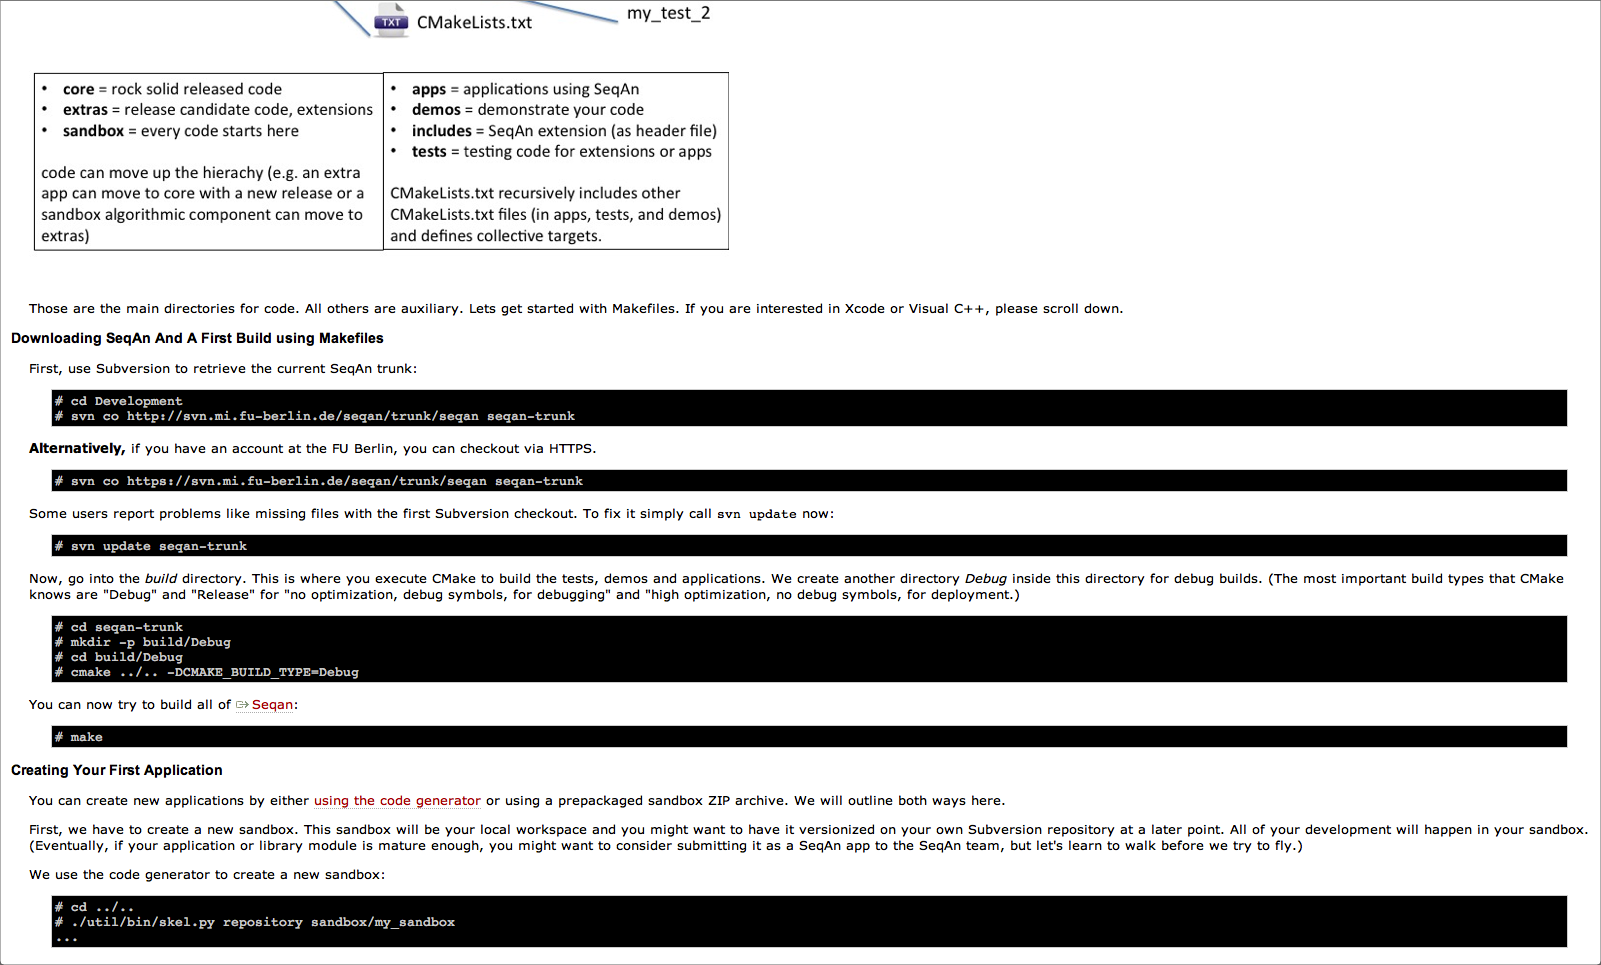 my_test_2
TXT CMakeLists.txt
• core = rock solid released code
• extras = release candidate code, extensions
• sandbox = every code starts here
code can move up the hierachy (e.g. an extra
app can move to core with a new release or a
sandbox algorithmic component can move to
extras)
• apps = applications using SeqAn
• demos = demonstrate your code
• includes = SeqAn extension (as header file)
• tests = testing code for extensions or apps
CMakeLists.txt recursively includes other
CMakeLists.txt files (in apps, tests, and demos)
and defines collective targets.
Those are the main directories for code. All others are auxiliary. Lets get started with Makefiles. If you are interested in Xcode or Visual C++, please scroll down.
Downloading SeqAn And A First Build using Makefiles
First, use Subversion to retrieve the current SeqAn trunk:
# cd Development
# svn co http://svn.mi.fu-berlin.de/seqan/trunk/seqan seqan-trunk
Alternatively, if you have an account at the FU Berlin, you can checkout via HTTPS.
# svn co https://svn.mi.fu-berlin.de/seqan/trunk/seqan seqan-trunk
Some users report problems like missing files with the first Subversion checkout. To fix it simply call svn update now:
# svn update seqan-trunk
Now, go into the build directory. This is where you execute CMake to build the tests, demos and applications. We create another directory Debug inside this directory for debug builds. (The most important build types that CMake
knows are "Debug" and "Release" for "no optimization, debug symbols, for debugging" and "high optimization, no debug symbols, for deployment.)
# cd seqan-trunk
# mkdir -p build/Debug
# cd build/Debug
# cmake ../.. -DCMAKE_BUILD_TYPE=Debug
You can now try to build all of Seqan:
# make
Creating Your First Application
You can create new applications by either using the code generator or using a prepackaged sandbox ZIP archive. We will outline both ways here.
First, we have to create a new sandbox. This sandbox will be your local workspace and you might want to have it versionized on your own Subversion repository at a later point. All of your development will happen in your sandbox.
(Eventually, if your application or library module is mature enough, you might want to consider submitting it as a SeqAn app to the SeqAn team, but let's learn to walk before we try to fly.)
We use the code generator to create a new sandbox:
# cd ../..
# ./util/bin/skel.py repository sandbox/my_sandbox
...